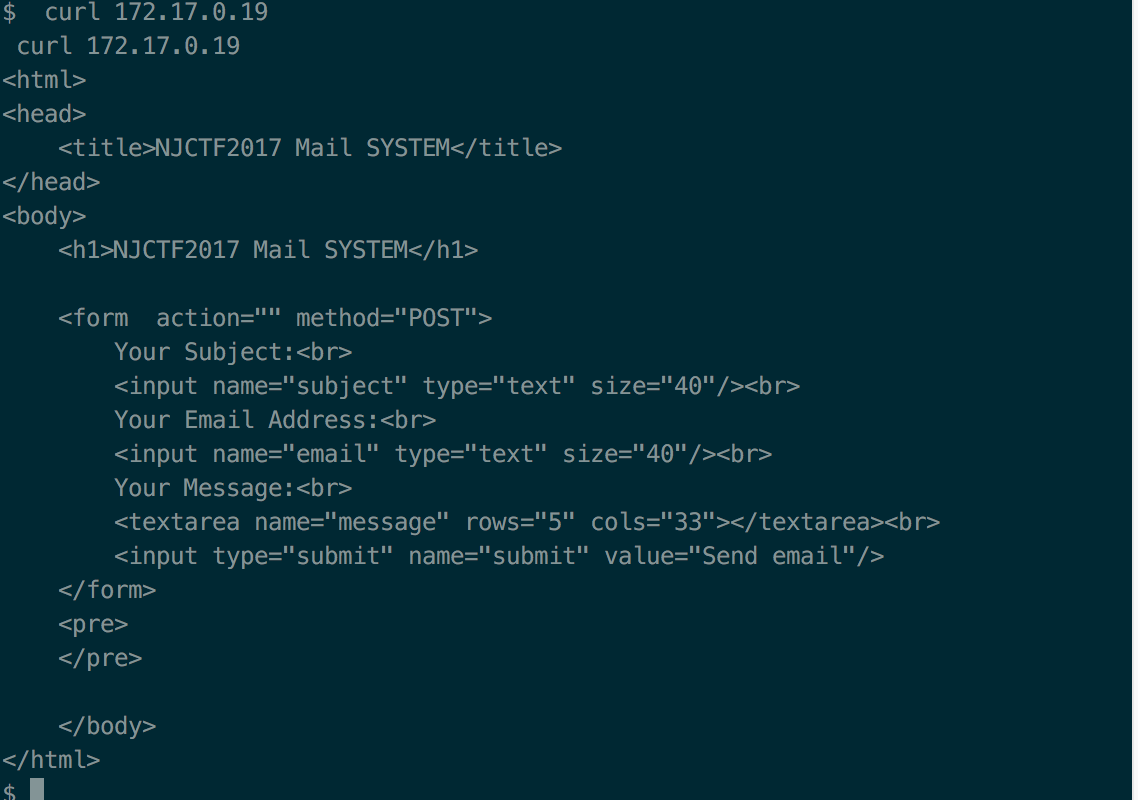 $  curl 172.17.0.19
 curl 172.17.0.19
<html>
<head>
    <title>NJCTF2017 Mail SYSTEM</title>
</head>
<body>
    <h1>NJCTF2017 Mail SYSTEM</h1>

    <form  action="" method="POST">
        Your Subject:<br>
        <input name="subject" type="text" size="40"/><br>
        Your Email Address:<br>
        <input name="email" type="text" size="40"/><br>
        Your Message:<br>
        <textarea name="message" rows="5" cols="33"></textarea><br>
        <input type="submit" name="submit" value="Send email"/>
    </form>
    <pre>
    </pre>

    </body>
</html>
$